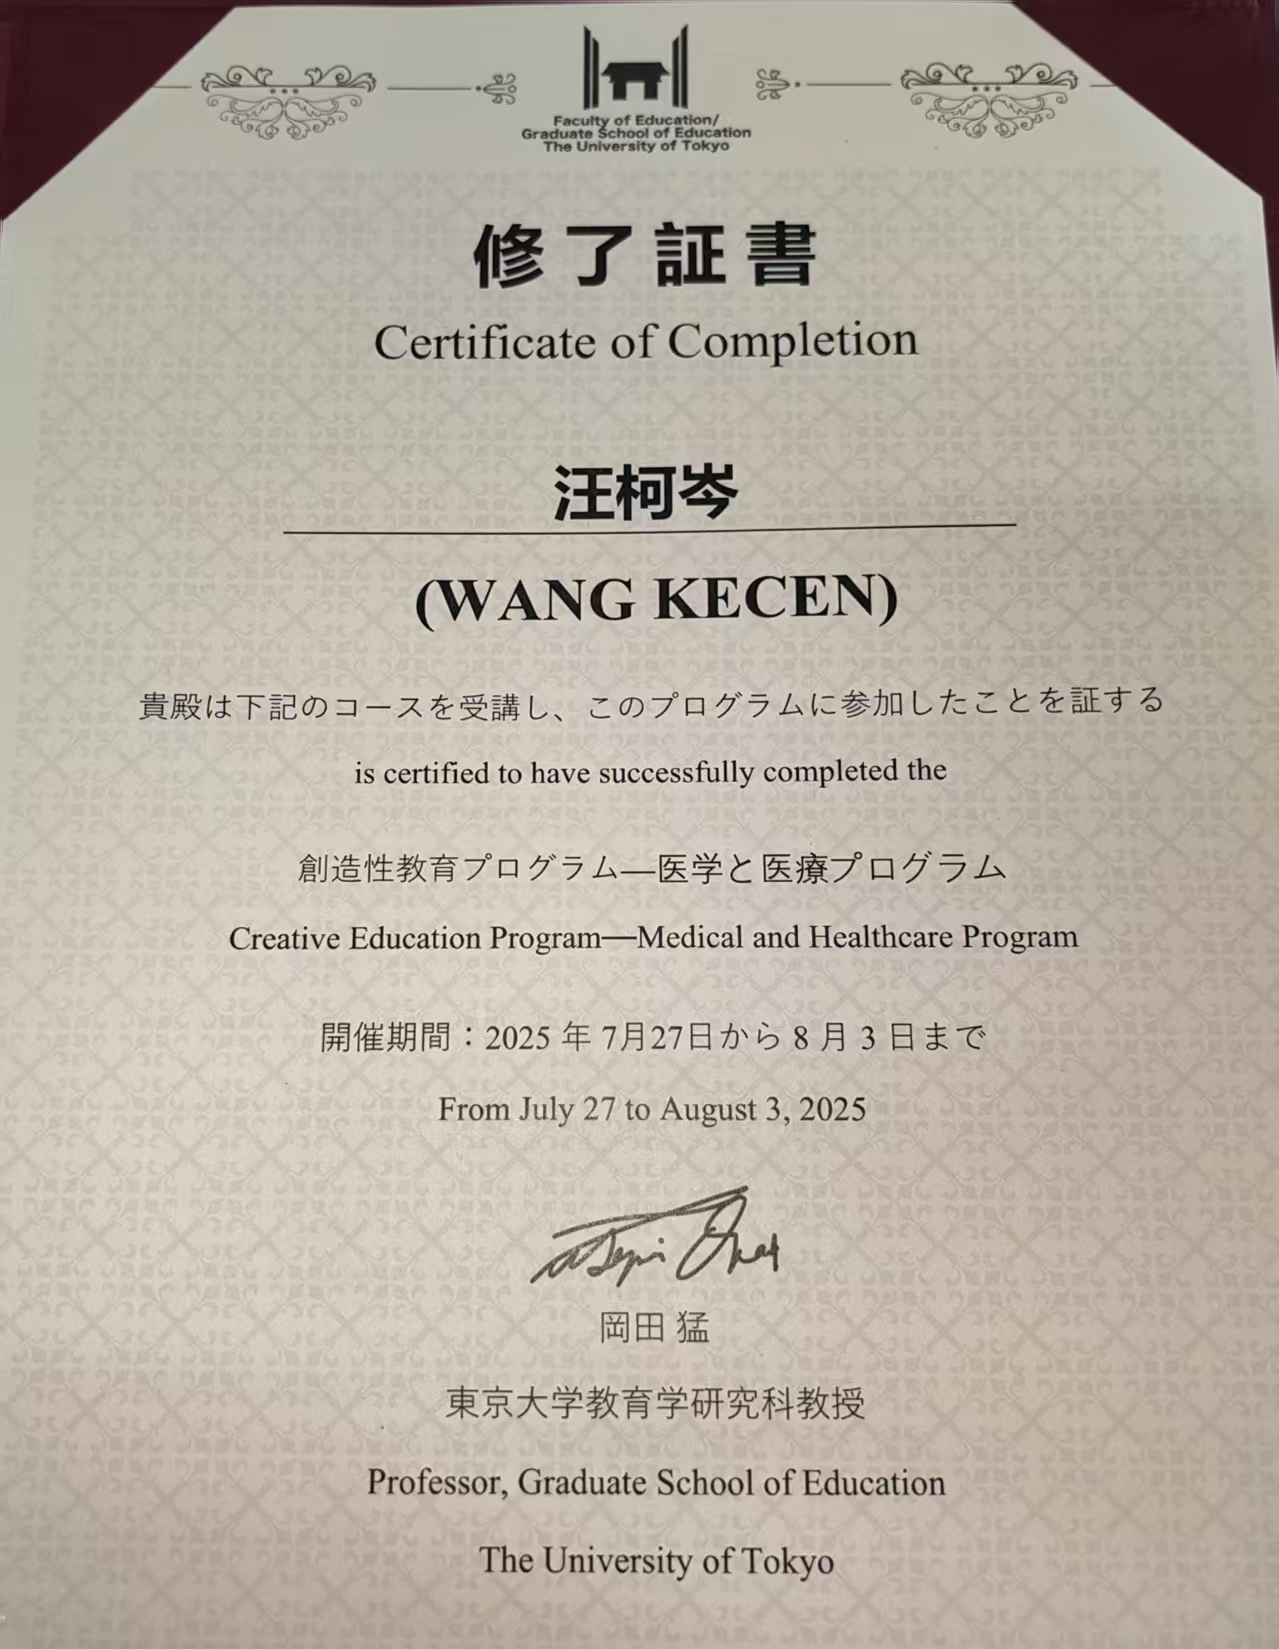 Faculty of Education/
Graduate School of Education
The University of Tokyo
修了証書
Certificate of Completion
汪柯岑
(WANG KECEN)
貴殿は下記のコースを受講し、このプログラムに参加したことを証する
is certified to have successfully completed the
創造性教育プログラム—医学と医療プログラム
Creative Education Program—Medical and Healthcare Program
開催期間：2025 年 7月27日から 8 月 3 日まで
From July 27 to August 3, 2025
岡田 猛
東京大学教育学研究科教授
Professor, Graduate School of Education
The University of Tokyo